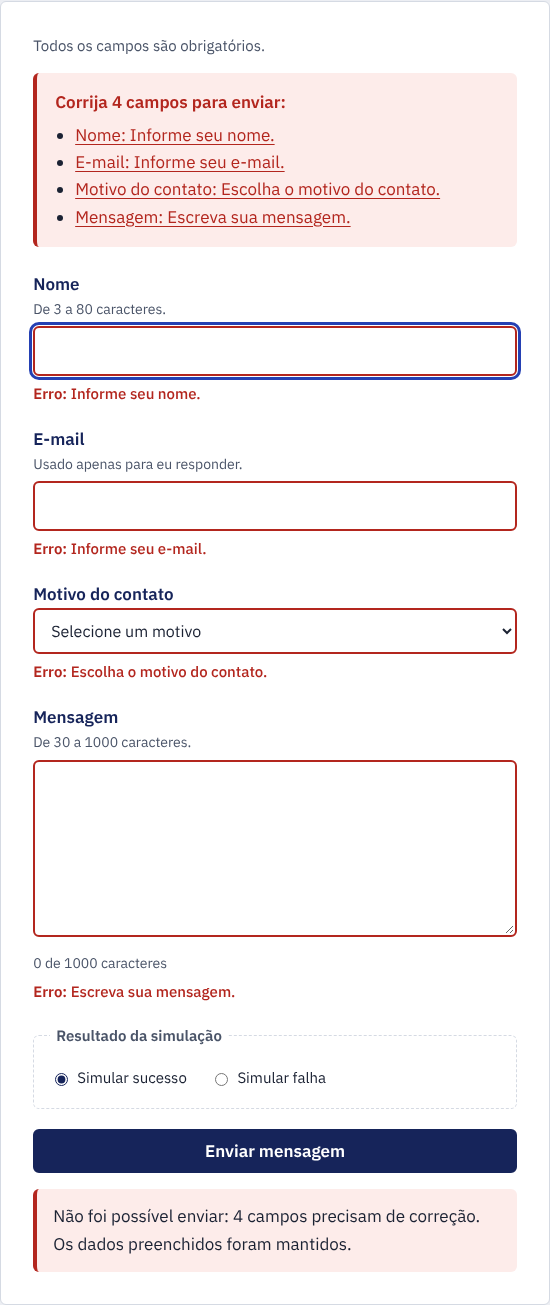 Todos os campos são obrigatórios.
Corrija 4 campos para enviar:
Nome: Informe seu nome.
E-mail: Informe seu e-mail.
Motivo do contato: Escolha o motivo do contato.
Mensagem: Escreva sua mensagem.
Nome
De 3 a 80 caracteres.
Erro: Informe seu nome.
E-mail
Usado apenas para eu responder.
Erro: Informe seu e-mail.
Motivo do contato
Selecione um motivo
Erro: Escolha o motivo do contato.
Mensagem
De 30 a 1000 caracteres.
0 de 1000 caracteres
Erro: Escreva sua mensagem.
Resultado da simulação
Simular sucesso Simular falha
Enviar mensagem
Não foi possível enviar: 4 campos precisam de correção.
Os dados preenchidos foram mantidos.